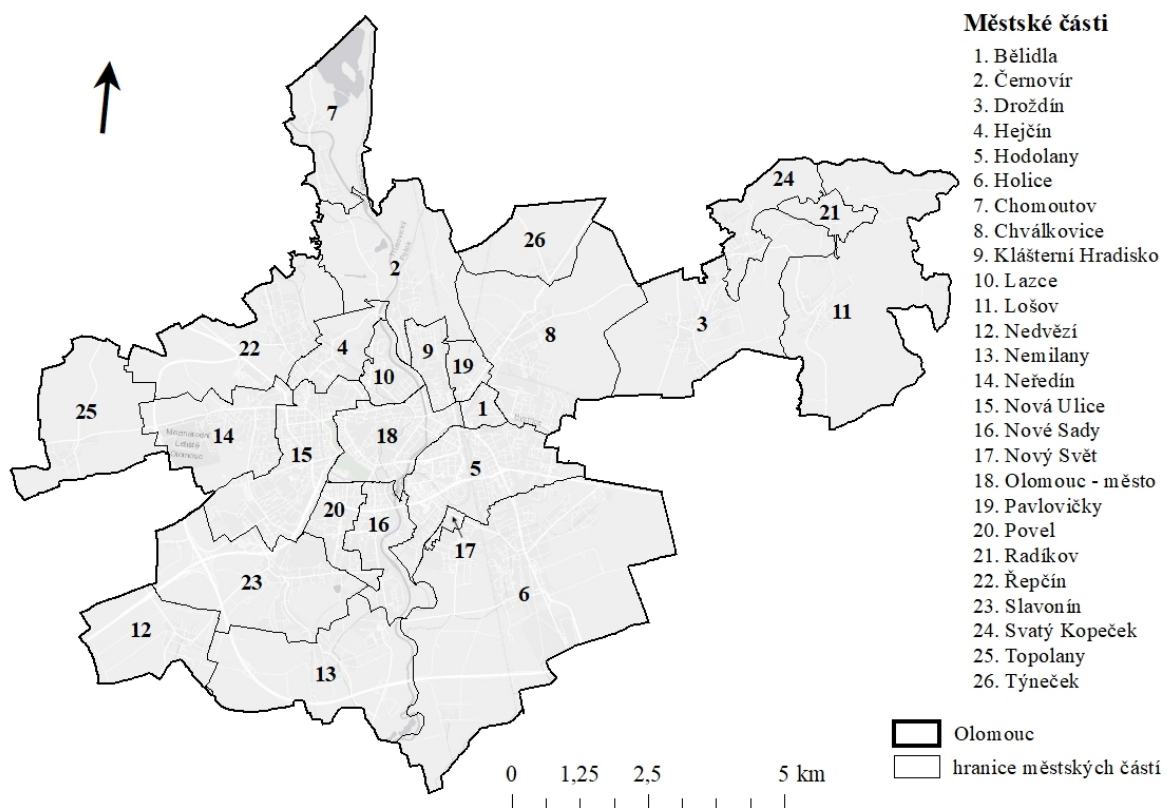 Městské části
1. Bělidla
2. Černovír
3. Droždín
4. Hejčín
5. Hodolany
6. Holice
7. Chomoutov
8. Chválkovice
9. Klášterní Hradisko
10. Lazce
11. Lošov
12. Nedvězí
13. Nemilany
14. Neředín
15. Nová Ulice
16. Nové Sady
17. Nový Svět
18. Olomouc - město
19. Pavlovičky
20. Povel
21. Radíkov
22. Řepčín
23. Slavonín
24. Svatý Kopeček
25. Topolany
26. Týneček
Olomouc
hranice městských částí
7
24
21
26
2
11
3
8
22
4
9
19
10
25
1
14
18
15
5
20
16
17
23
6
12
13
0 1,25 2,5 5 km